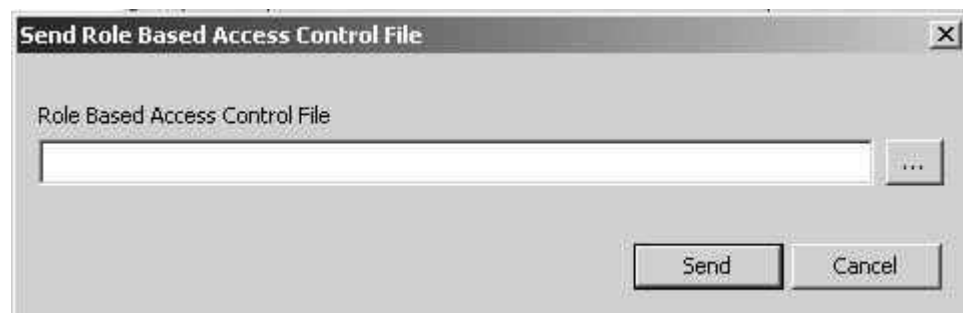 Send Role Based Access Control File
Role Based Access Control File
...
Send Cancel